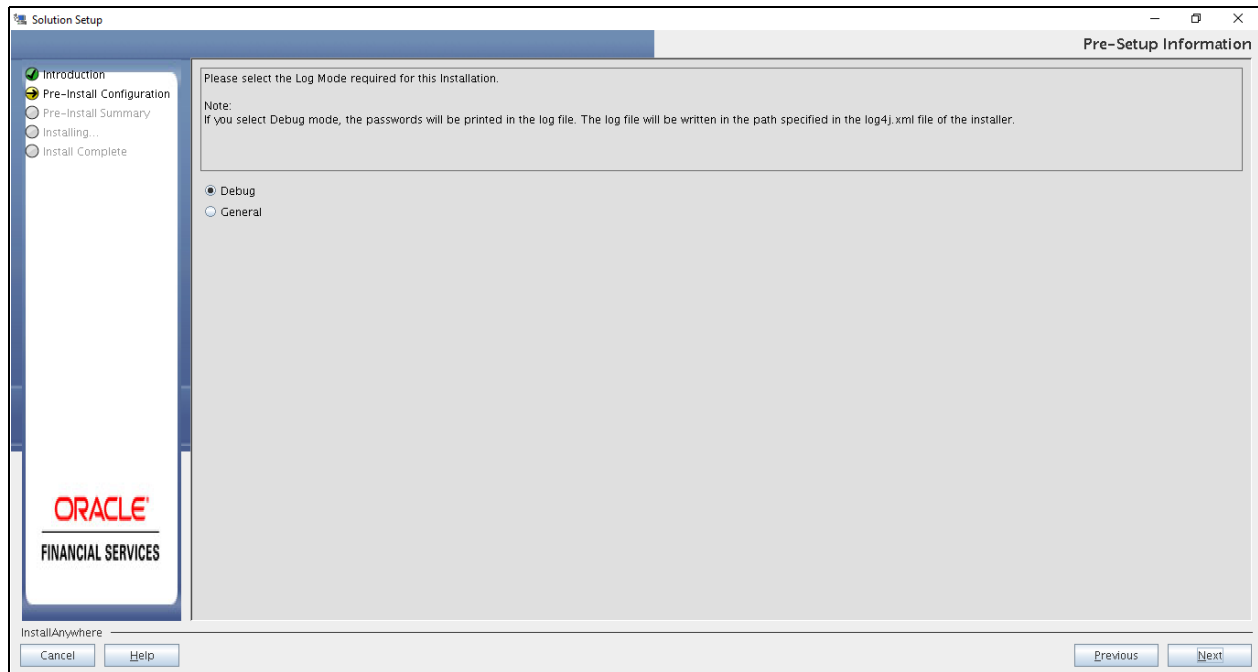 Solution Setup
Pre-Setup Information
Introduction
Pre-Install Configuration
Pre-Install Summary
Installing...
Install Complete
Please select the Log Mode required for this Installation.
Note:
If you select Debug mode, the passwords will be printed in the log file. The log file will be written in the path specified in the log4j.xml file of the installer.
Debug
General
ORACLE
FINANCIAL SERVICES
InstallAnywhere
Cancel
Help
Previous
Next